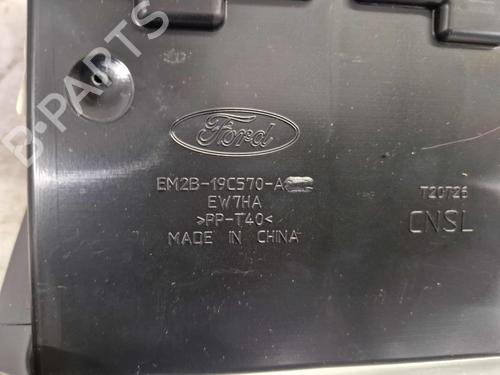 B-PARTS
Ford
EM2B-19C570-A
EW7HA
>PP-T40<
MADE IN CHINA
T20726
CNSL